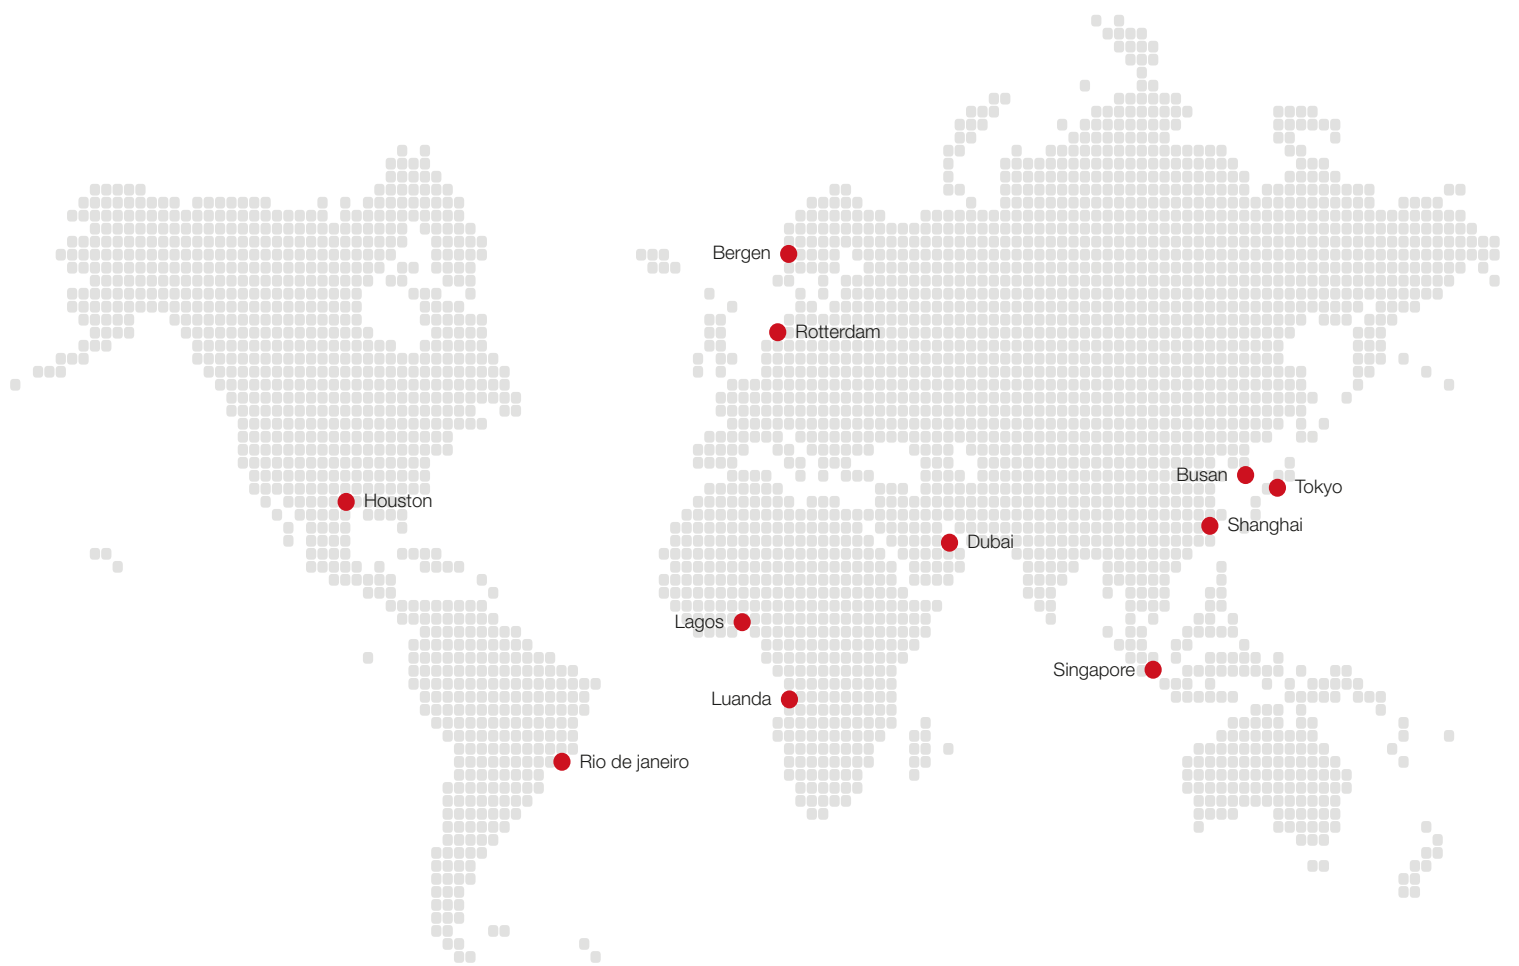 Bergen
Rotterdam
Busan
Tokyo
Houston
Shanghai
Dubai
Lagos
Singapore
Luanda
Rio de janeiro